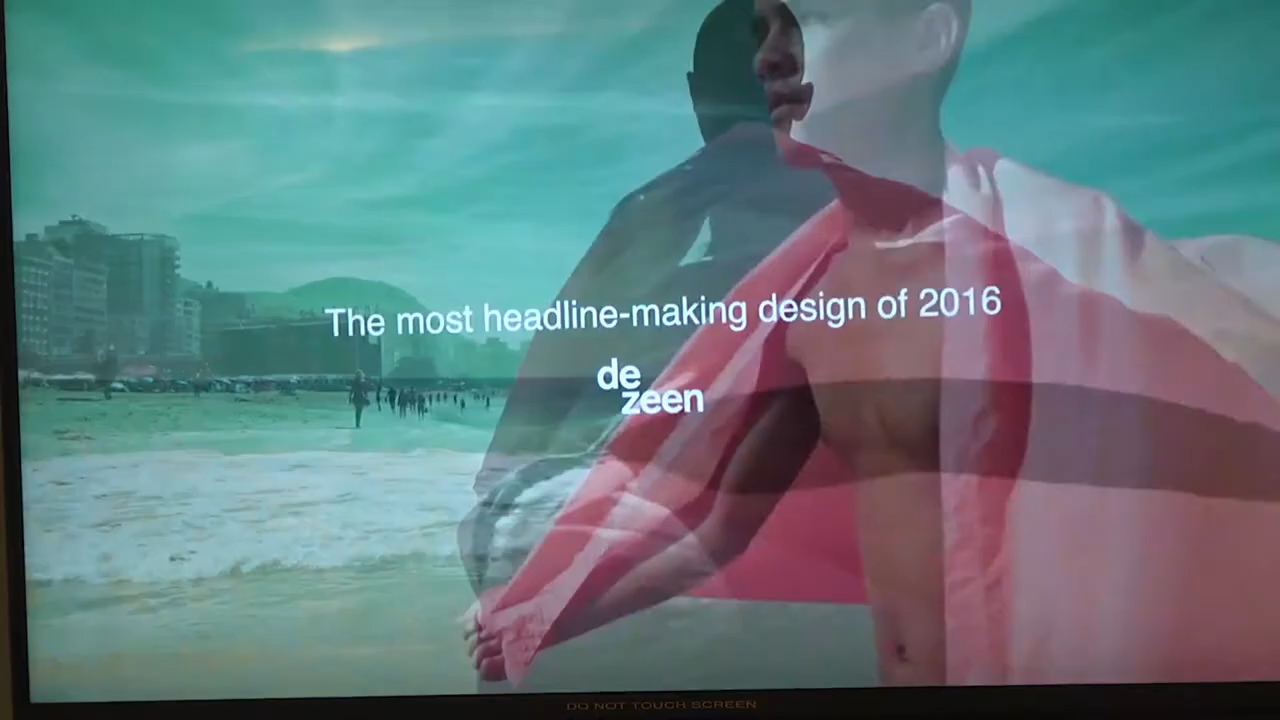 The most headline-making design of 2016
de
zeen
DO NOT TOUCH SCREEN